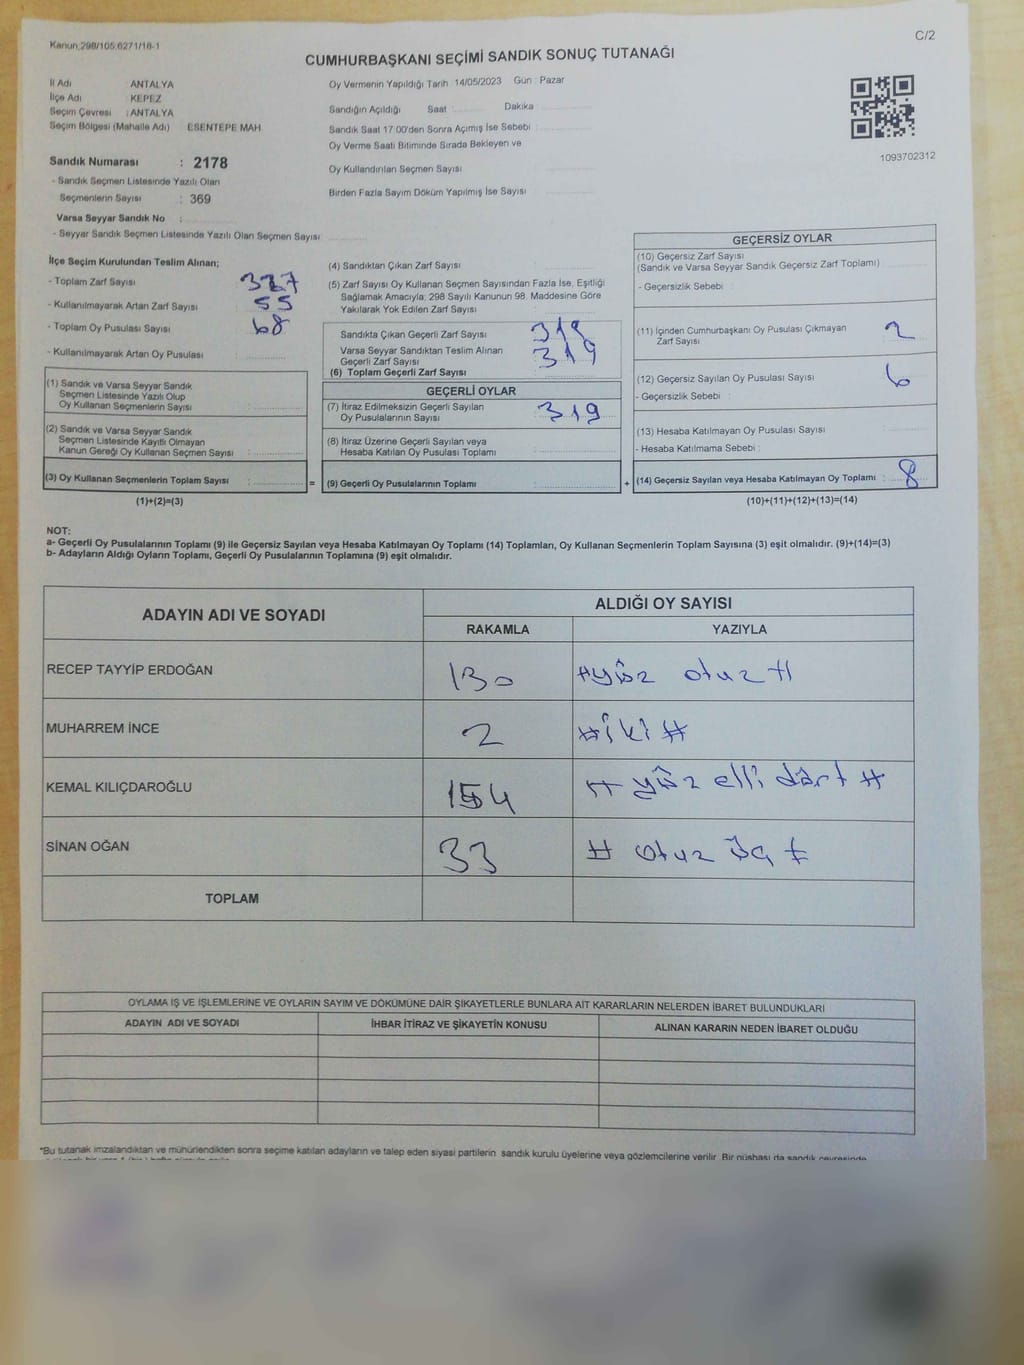 Kanun:298/105,6271/18-1
C/2
CUMHURBAŞKANI SEÇİMİ SANDIK SONUÇ TUTANAĞI
İl Adı ANTALYA
İlçe Adı KEPEZ
Seçim Çevresi : ANTALYA
Seçim Bölgesi (Mahalle Adı) ESENTEPE MAH
Sandık Numarası : 2178
- Sandık Seçmen Listesinde Yazılı Olan
Seçmenlerin Sayısı : 369
Varsa Seyyar Sandık No :
- Seyyar Sandık Seçmen Listesinde Yazılı Olan Seçmen Sayısı
Oy Vermenin Yapıldığı Tarih 14/05/2023 Gün : Pazar
Sandığın Açıldığı Saat Dakika
Sandık Saat 17:00'den Sonra Açımış İse Sebebi :
Oy Verme Saati Bitiminde Sırada Bekleyen ve
Oy Kullandırılan Seçmen Sayısı
Birden Fazla Sayım Döküm Yapılmış İse Sayısı
1093702312
İlçe Seçim Kurulundan Teslim Alınan;
- Toplam Zarf Sayısı
- Kullanılmayarak Artan Zarf Sayısı 55
- Toplam Oy Pusulası Sayısı 68
- Kullanılmayarak Artan Oy Pusulası :
(1) Sandık ve Varsa Seyyar Sandık
Seçmen Listesinde Yazılı Olup
Oy Kullanan Seçmenlerin Sayısı :
(2) Sandık ve Varsa Seyyar Sandık
Seçmen Listesinde Kayıtlı Olmayan
Kanun Gereği Oy Kullanan Seçmen Sayısı :
(3) Oy Kullanan Seçmenlerin Toplam Sayısı :
(1)+(2)=(3)
(4) Sandıktan Çıkan Zarf Sayısı
(5) Zarf Sayısı Oy Kullanan Seçmen Sayısından Fazla İse, Eşitliği
Sağlamak Amacıyla; 298 Sayılı Kanunun 98. Maddesine Göre
Yakılarak Yok Edilen Zarf Sayısı
Sandıkta Çıkan Geçerli Zarf Sayısı 319
Varsa Seyyar Sandıktan Teslim Alınan
Geçerli Zarf Sayısı 319
(6) Toplam Geçerli Zarf Sayısı
GEÇERLİ OYLAR
(7) İtiraz Edilmeksizin Geçerli Sayılan
Oy Pusulalarının Sayısı 319
(8) İtiraz Üzerine Geçerli Sayılan veya
Hesaba Katılan Oy Pusulası Toplamı
= (9) Geçerli Oy Pusulalarının Toplamı :
GEÇERSİZ OYLAR
(10) Geçersiz Zarf Sayısı
(Sandık ve Varsa Seyyar Sandık Geçersiz Zarf Toplamı)
- Geçersizlik Sebebi :
(11) İçinden Cumhurbaşkanı Oy Pusulası Çıkmayan
Zarf Sayısı 2
(12) Geçersiz Sayılan Oy Pusulası Sayısı 6
- Geçersizlik Sebebi :
(13) Hesaba Katılmayan Oy Pusulası Sayısı
- Hesaba Katılmama Sebebi :
+ (14) Geçersiz Sayılan veya Hesaba Katılmayan Oy Toplamı : 8
(10)+(11)+(12)+(13)=(14)
NOT:
a- Geçerli Oy Pusulalarının Toplamı (9) ile Geçersiz Sayılan veya Hesaba Katılmayan Oy Toplamı (14) Toplamları, Oy Kullanan Seçmenlerin Toplam Sayısına (3) eşit olmalıdır. (9)+(14)=(3)
b- Adayların Aldığı Oyların Toplamı, Geçerli Oy Pusulalarının Toplamına (9) eşit olmalıdır.
ADAYIN ADI VE SOYADI
ALDIĞI OY SAYISI
RAKAMLA YAZIYLA
RECEP TAYYİP ERDOĞAN 130 #yüz otuz#
MUHARREM İNCE 2 #iki#
KEMAL KILIÇDAROĞLU 154 #yüz elli dört#
SİNAN OĞAN 33 # otuz üç #
TOPLAM
OYLAMA İŞ VE İŞLEMLERİNE VE OYLARIN SAYIM VE DÖKÜMÜNE DAİR ŞİKAYETLERLE BUNLARA AİT KARARLARIN NELERDEN İBARET BULUNDUKLARI
ADAYIN ADI VE SOYADI İHBAR İTİRAZ VE ŞİKAYETİN KONUSU ALINAN KARARIN NEDEN İBARET OLDUĞU
*Bu tutanak imzalandıktan ve mühürlendikten sonra seçime katılan adayların ve talep eden siyasi partilerin sandık kurulu üyelerine veya gözlemcilerine verilir. Bir nüshası da sandık çevresinde